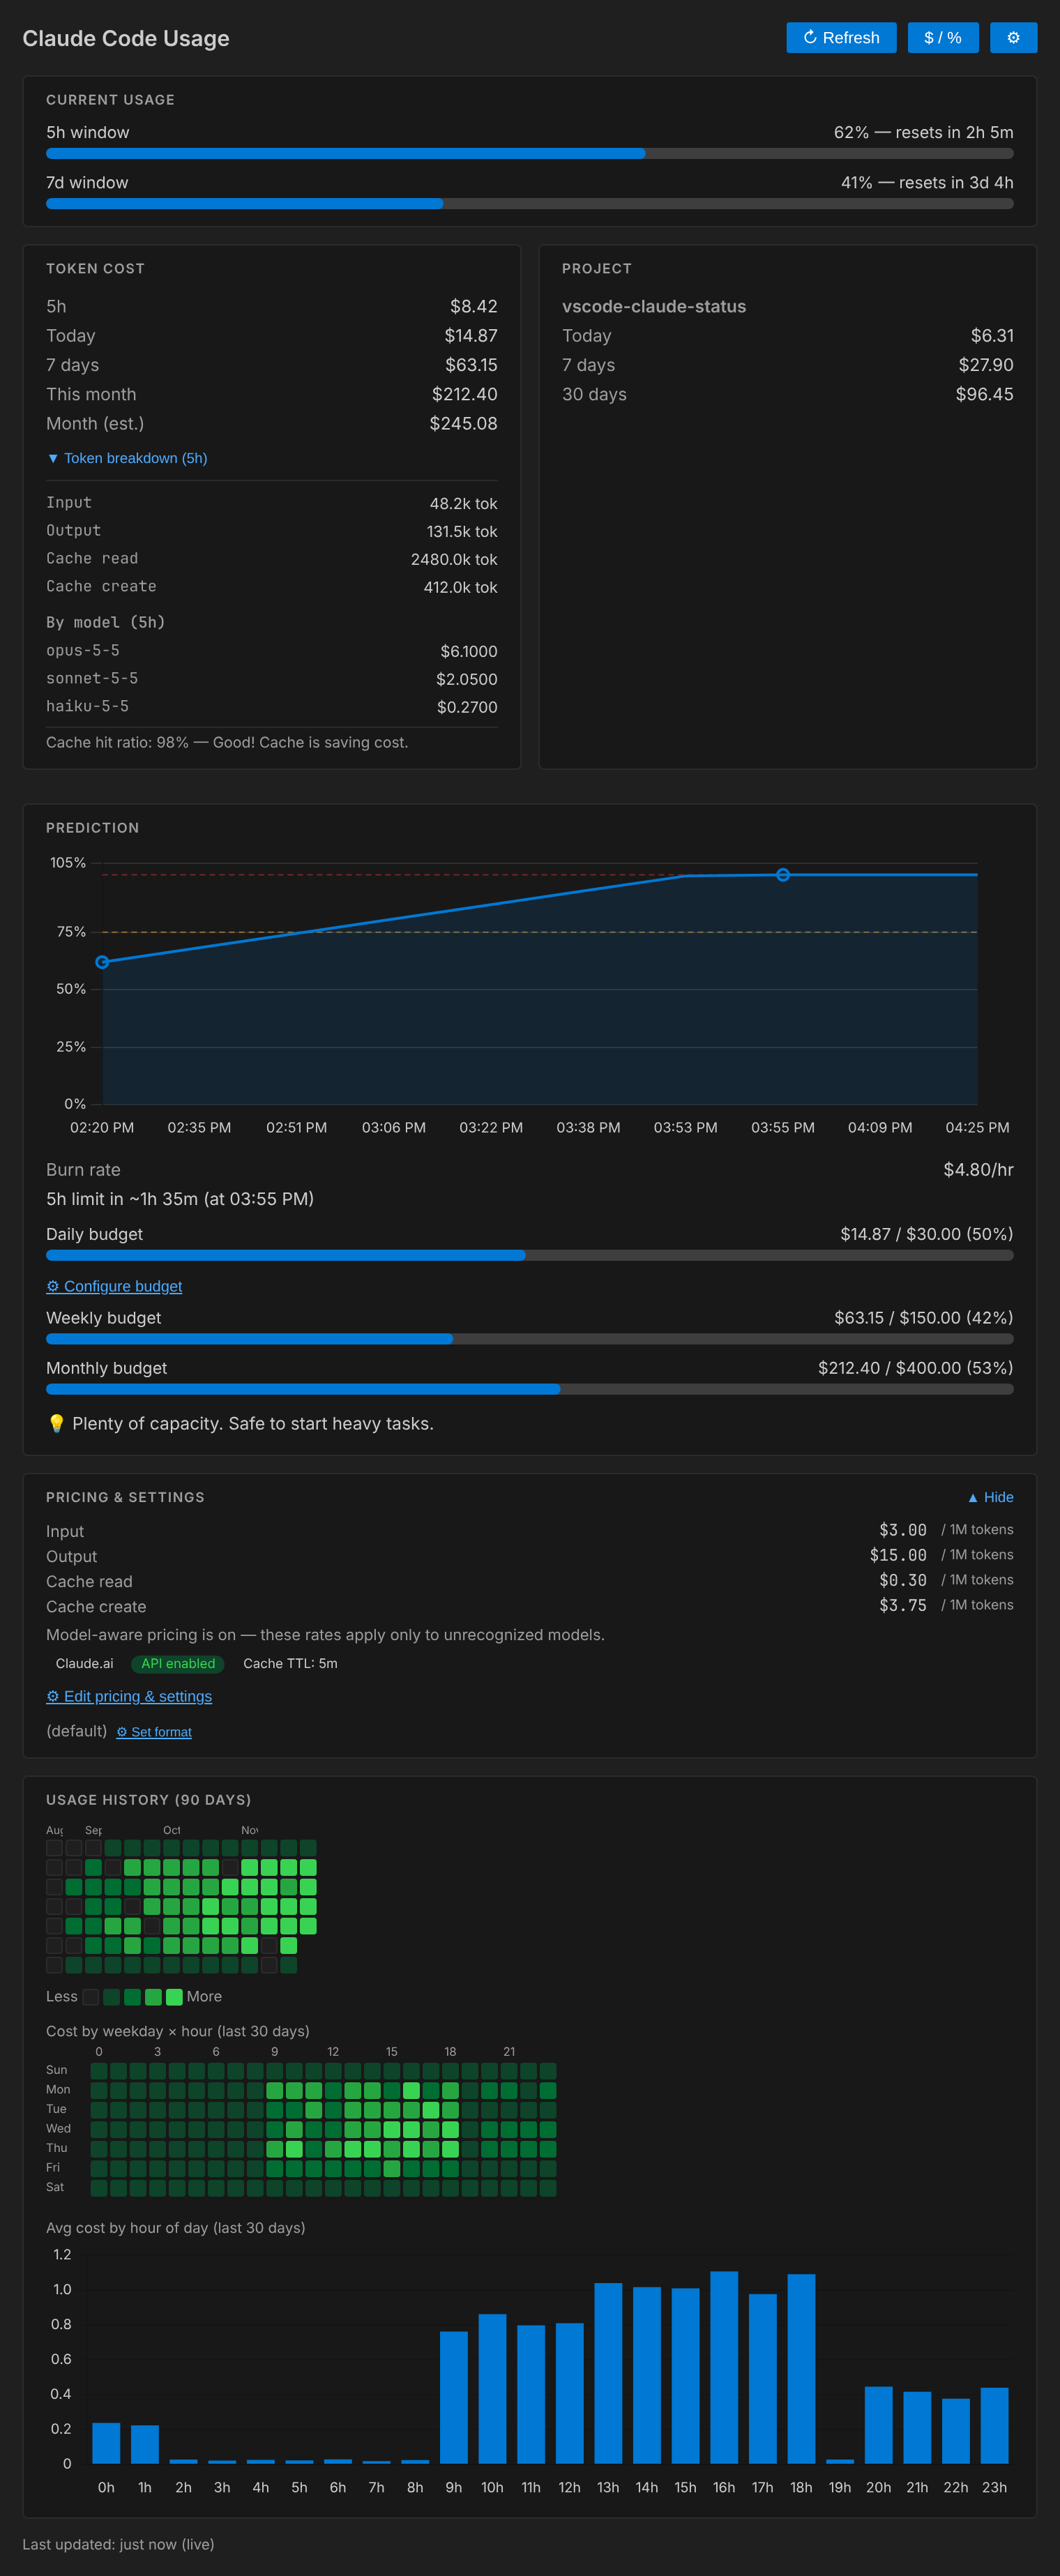 Claude Code Usage
↻ Refresh
$ / %
⚙
CURRENT USAGE
5h window 62% — resets in 2h 5m
7d window 41% — resets in 3d 4h
TOKEN COST
5h $8.42
Today $14.87
7 days $63.15
This month $212.40
Month (est.) $245.08
▼ Token breakdown (5h)
Input 48.2k tok
Output 131.5k tok
Cache read 2480.0k tok
Cache create 412.0k tok
By model (5h)
opus-5-5 $6.1000
sonnet-5-5 $2.0500
haiku-5-5 $0.2700
Cache hit ratio: 98% — Good! Cache is saving cost.
PROJECT
vscode-claude-status
Today $6.31
7 days $27.90
30 days $96.45
PREDICTION
105%
75%
50%
25%
0%
02:20 PM 02:35 PM 02:51 PM 03:06 PM 03:22 PM 03:38 PM 03:53 PM 03:55 PM 04:09 PM 04:25 PM
Burn rate $4.80/hr
5h limit in ~1h 35m (at 03:55 PM)
Daily budget $14.87 / $30.00 (50%)
⚙ Configure budget
Weekly budget $63.15 / $150.00 (42%)
Monthly budget $212.40 / $400.00 (53%)
💡 Plenty of capacity. Safe to start heavy tasks.
PRICING & SETTINGS ▲ Hide
Input $3.00 / 1M tokens
Output $15.00 / 1M tokens
Cache read $0.30 / 1M tokens
Cache create $3.75 / 1M tokens
Model-aware pricing is on — these rates apply only to unrecognized models.
Claude.ai API enabled Cache TTL: 5m
⚙ Edit pricing & settings
(default) ⚙ Set format
USAGE HISTORY (90 DAYS)
Aug Sep Oct Nov
Less More
Cost by weekday × hour (last 30 days)
0 3 6 9 12 15 18 21
Sun
Mon
Tue
Wed
Thu
Fri
Sat
Avg cost by hour of day (last 30 days)
1.2
1.0
0.8
0.6
0.4
0.2
0
0h 1h 2h 3h 4h 5h 6h 7h 8h 9h 10h 11h 12h 13h 14h 15h 16h 17h 18h 19h 20h 21h 22h 23h
Last updated: just now (live)